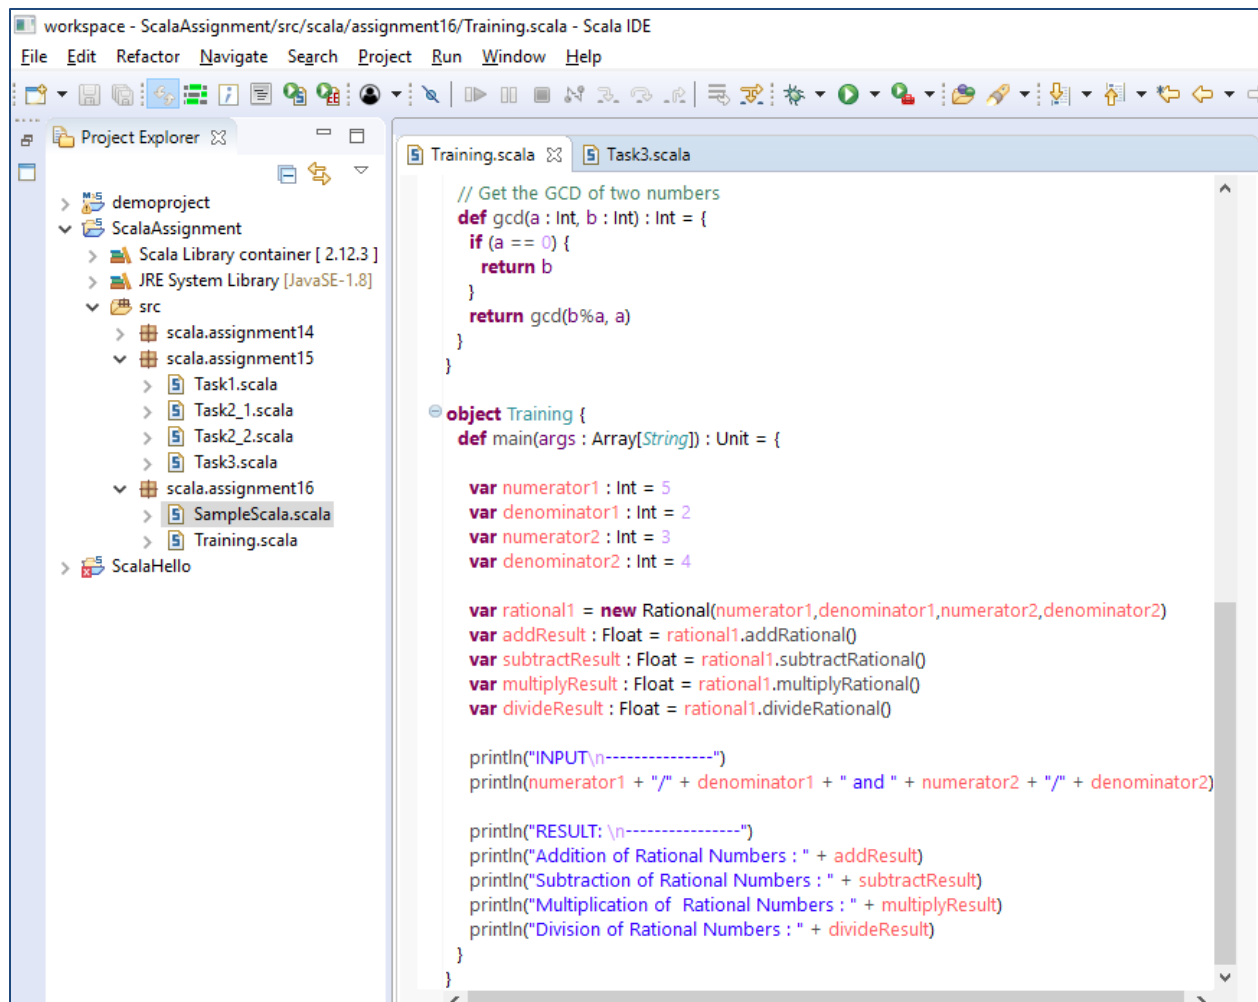 workspace - ScalaAssignment/src/scala/assignment16/Training.scala - Scala IDE
File Edit Refactor Navigate Search Project Run Window Help
Project Explorer
demoproject
ScalaAssignment
Scala Library container [ 2.12.3 ]
JRE System Library [JavaSE-1.8]
src
scala.assignment14
scala.assignment15
Task1.scala
Task2_1.scala
Task2_2.scala
Task3.scala
scala.assignment16
SampleScala.scala
Training.scala
ScalaHello
Training.scala Task3.scala
// Get the GCD of two numbers
def gcd(a : Int, b : Int) : Int = {
if (a == 0) {
return b
}
return gcd(b%a, a)
}
}
object Training {
def main(args : Array[String]) : Unit = {
var numerator1 : Int = 5
var denominator1 : Int = 2
var numerator2 : Int = 3
var denominator2 : Int = 4
var rational1 = new Rational(numerator1,denominator1,numerator2,denominator2)
var addResult : Float = rational1.addRational()
var subtractResult : Float = rational1.subtractRational()
var multiplyResult : Float = rational1.multiplyRational()
var divideResult : Float = rational1.divideRational()
println("INPUT\n---------------")
println(numerator1 + "/" + denominator1 + " and " + numerator2 + "/" + denominator2)
println("RESULT: \n----------------")
println("Addition of Rational Numbers : " + addResult)
println("Subtraction of Rational Numbers : " + subtractResult)
println("Multiplication of  Rational Numbers : " + multiplyResult)
println("Division of Rational Numbers : " + divideResult)
}
}